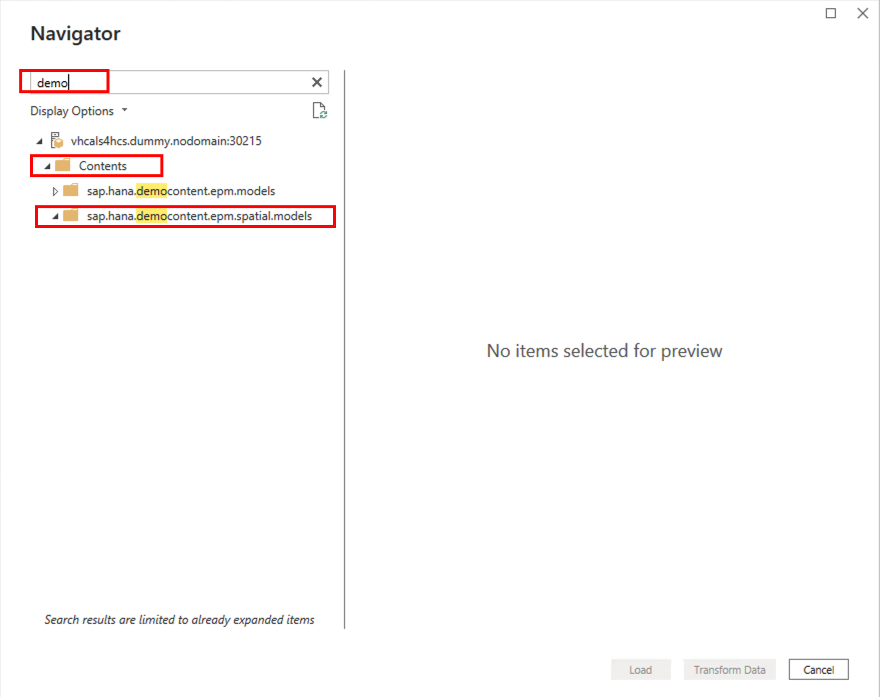 Navigator
demo
Display Options
vhcals4hcs.dummy.nodomain:30215
Contents
sap.hana.democontent.epm.models
sap.hana.democontent.epm.spatial.models
No items selected for preview
Search results are limited to already expanded items
Load Transform Data Cancel